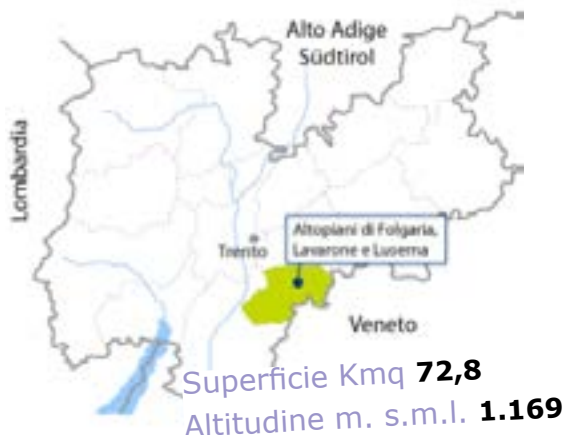 Alto Adige
Südtirol
Lombardia
Altopiani di Folgaria,
Lavarone e Luserna
Trento
Veneto
Superficie Kmq 72,8
Altitudine m. s.m.l. 1.169